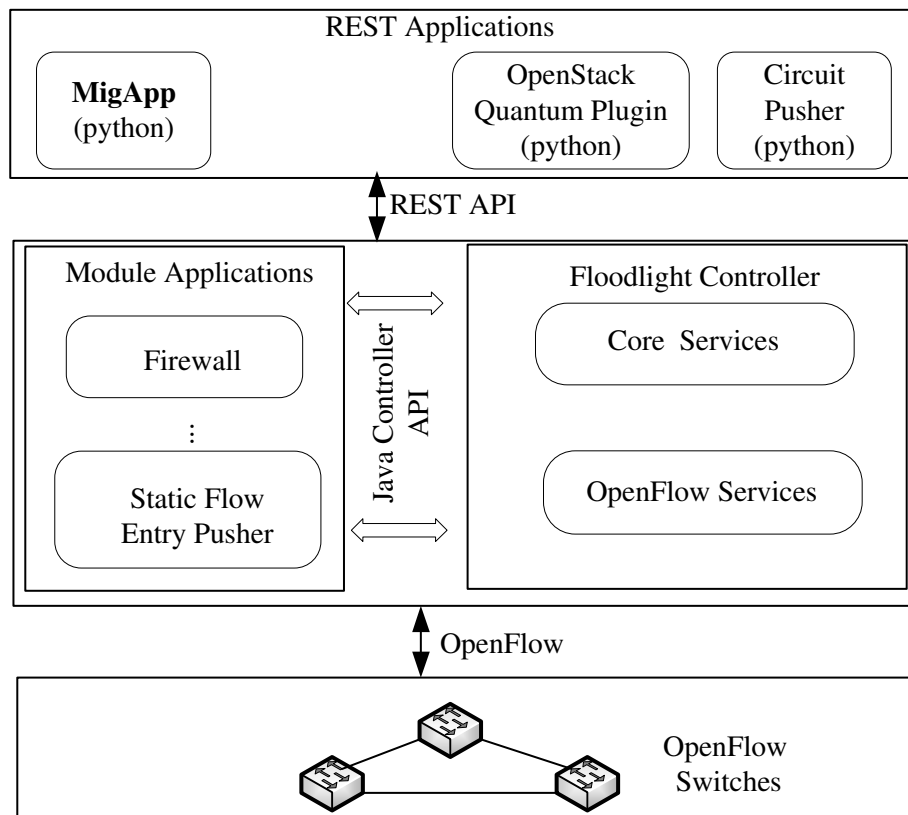 REST Applications
MigApp
(python)
OpenStack
Quantum Plugin
(python)
Circuit
Pusher
(python)
REST API
Module Applications
Firewall
...
Static Flow
Entry Pusher
Java Controller
API
Floodlight Controller
Core Services
OpenFlow Services
OpenFlow
OpenFlow
Switches